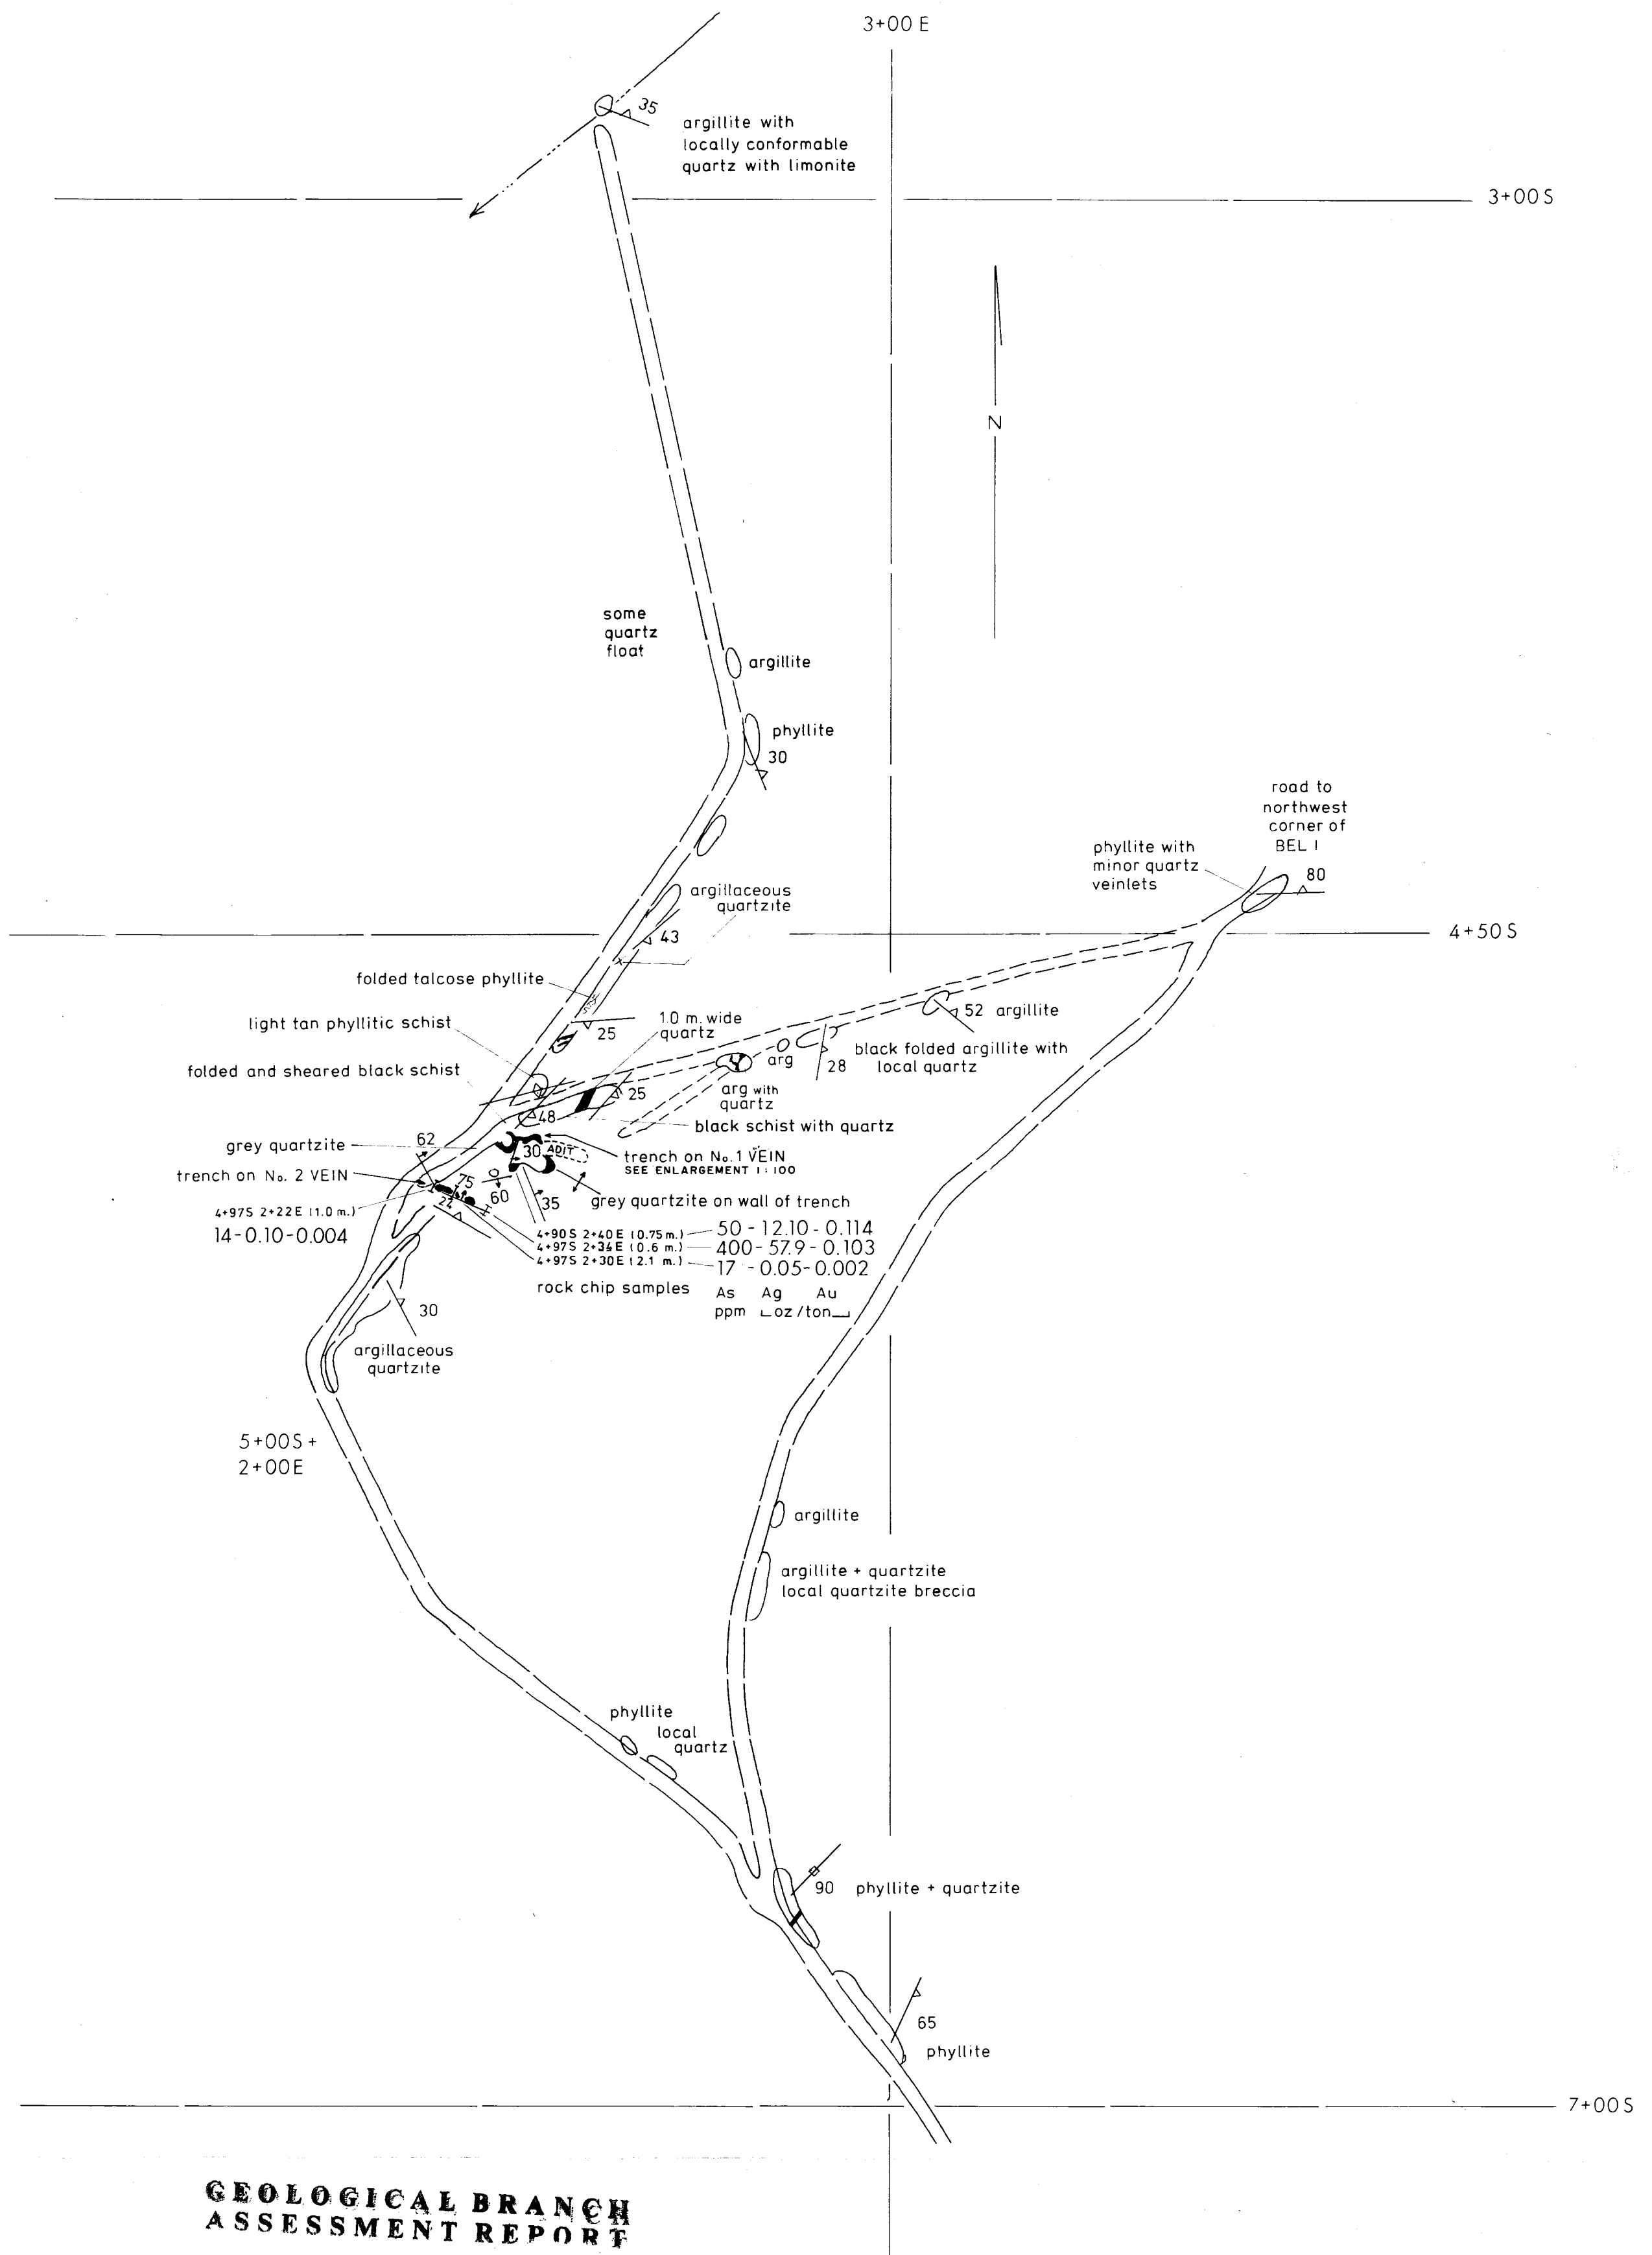 3+00 E
35
argillite with
locally conformable
quartz with limonite
3+00 S
N
some
quartz
float
argillite
phyllite
30
road to
northwest
corner of
BEL 1
phyllite with
minor quartz
veinlets
80
argillaceous
quartzite
43
4+50 S
folded talcose phyllite
light tan phyllitic schist
25
1.0 m. wide
quartz
52 argillite
folded and sheared black schist
arg
28
black folded argillite with
local quartz
25
arg with
quartz
48
black schist with quartz
grey quartzite
62
30
ADIT
trench on No. 1 VEIN
SEE ENLARGEMENT 1:100
trench on No. 2 VEIN
75
60
24
35
grey quartzite on wall of trench
4+97S 2+22E (1.0 m.)
14-0.10-0.004
4+90S 2+40E (0.75 m.) 50 - 12.10 - 0.114
4+97S 2+34E (0.6 m.) 400 - 57.9 - 0.103
4+97S 2+30E (2.1 m.) 17 - 0.05 - 0.002
rock chip samples As Ag Au
ppm oz/ton
30
argillaceous
quartzite
5+00S +
2+00E
argillite
argillite + quartzite
local quartzite breccia
phyllite
local
quartz
90 phyllite + quartzite
65
phyllite
7+00 S
GEOLOGICAL BRANCH
ASSESSMENT REPORT